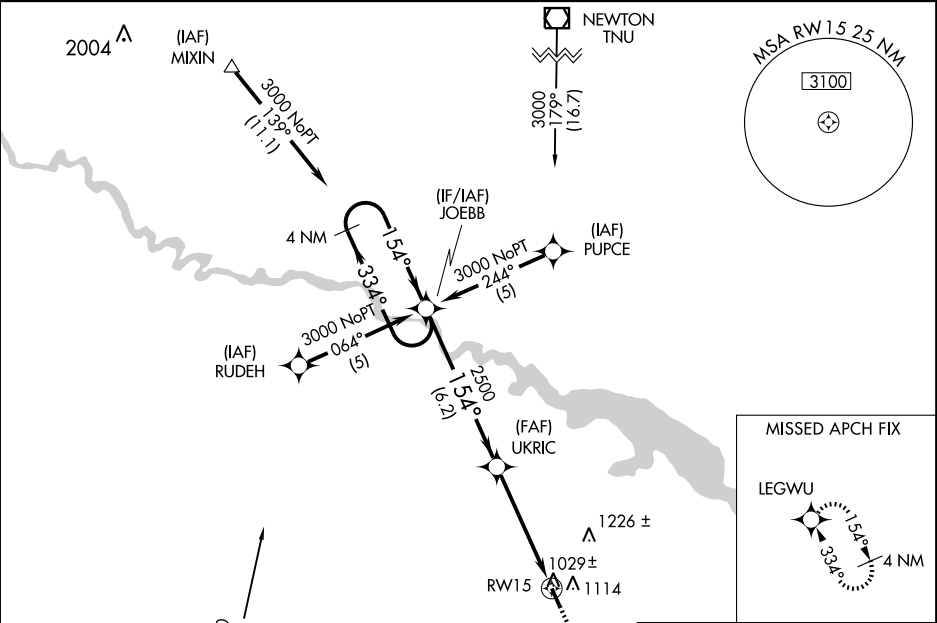 2004
(IAF)
MIXIN
3000 NoPT
139°
(11.1)
NEWTON
TNU
3000
179°
(16.7)
MSA RW15 25 NM
3100
(IF/IAF)
JOEBB
4 NM
154°
334°
(IAF)
PUPCE
3000 NoPT
244°
(5)
3000 NoPT
064°
(5)
(IAF)
RUDEH
2500
154°
(6.2)
(FAF)
UKRIC
1226 ±
1029 ±
RW15
1114
MISSED APCH FIX
LEGWU
154°
334°
4 NM